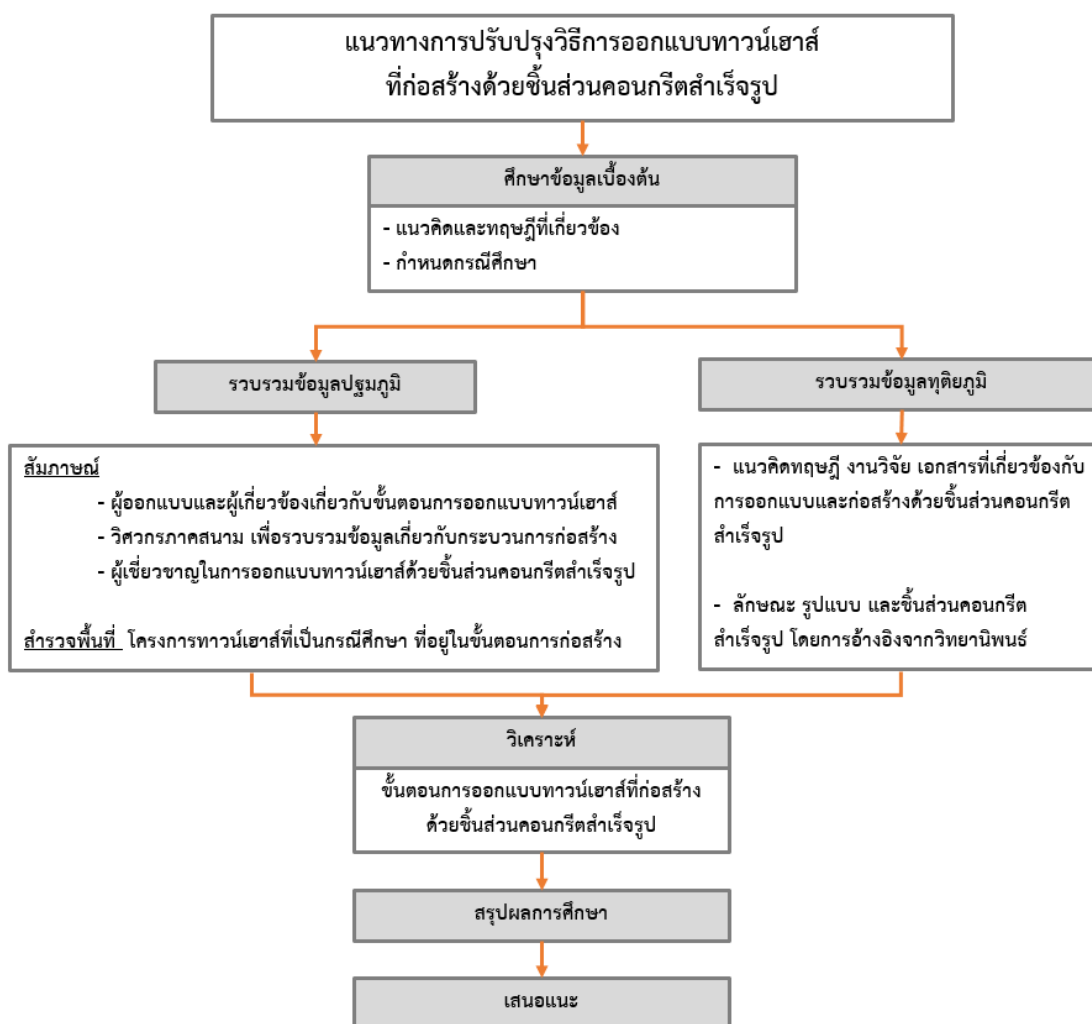 แนวทางการปรับปรุงวิธีการออกแบบทาวน์เฮาส์
ที่ก่อสร้างด้วยชิ้นส่วนคอนกรีตสำเร็จรูป
ศึกษาข้อมูลเบื้องต้น
- แนวคิดและทฤษฎีที่เกี่ยวข้อง
- กำหนดกรณีศึกษา
รวบรวมข้อมูลปฐมภูมิ
สัมภาษณ์
- ผู้ออกแบบและผู้เกี่ยวข้องเกี่ยวกับขั้นตอนการออกแบบทาวน์เฮาส์
- วิศวกรภาคสนาม เพื่อรวบรวมข้อมูลเกี่ยวกับกระบวนการก่อสร้าง
- ผู้เชี่ยวชาญในการออกแบบทาวน์เฮาส์ด้วยชิ้นส่วนคอนกรีตสำเร็จรูป
สำรวจพื้นที่ โครงการทาวน์เฮาส์ที่เป็นกรณีศึกษา ที่อยู่ในขั้นตอนการก่อสร้าง
รวบรวมข้อมูลทุติยภูมิ
- แนวคิดทฤษฎี งานวิจัย เอกสารที่เกี่ยวข้องกับ
การออกแบบและก่อสร้างด้วยชิ้นส่วนคอนกรีต
สำเร็จรูป
- ลักษณะ รูปแบบ และชิ้นส่วนคอนกรีต
สำเร็จรูป โดยการอ้างอิงจากวิทยานิพนธ์
วิเคราะห์
ขั้นตอนการออกแบบทาวน์เฮาส์ที่ก่อสร้าง
ด้วยชิ้นส่วนคอนกรีตสำเร็จรูป
สรุปผลการศึกษา
เสนอแนะ